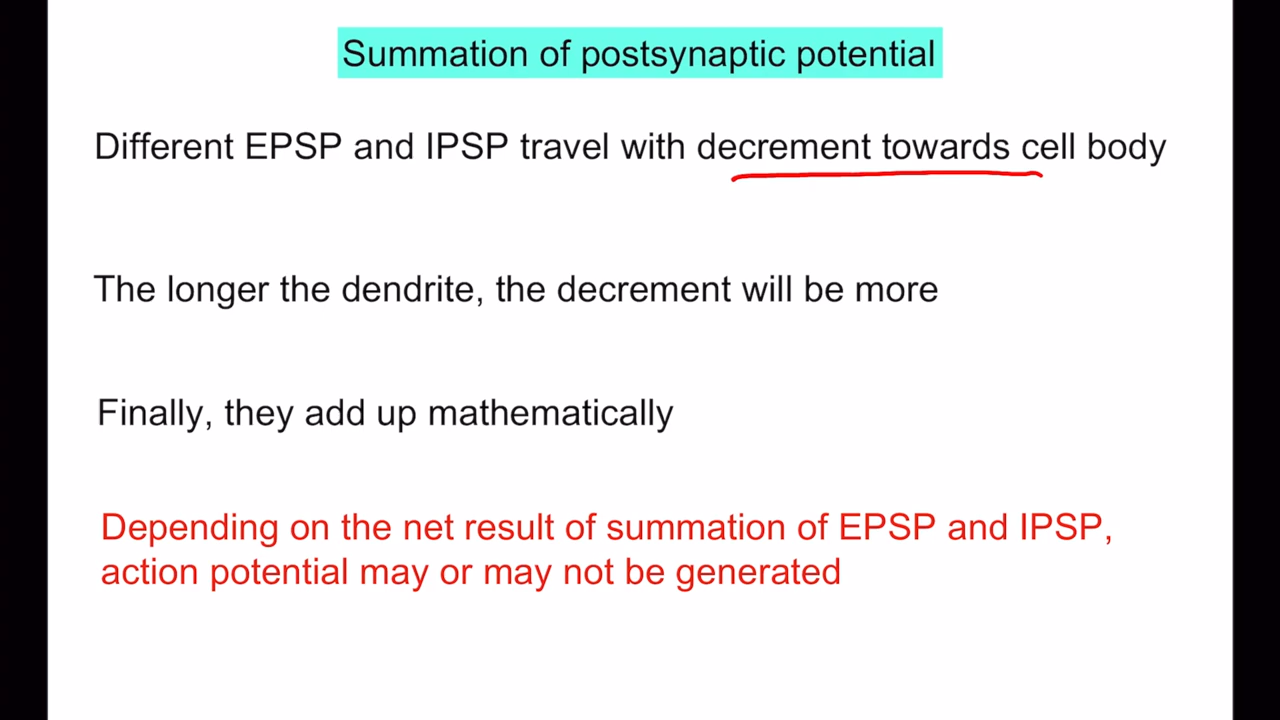 Summation of postsynaptic potential
Different EPSP and IPSP travel with decrement towards cell body
The longer the dendrite, the decrement will be more
Finally, they add up mathematically
Depending on the net result of summation of EPSP and IPSP,
action potential may or may not be generated